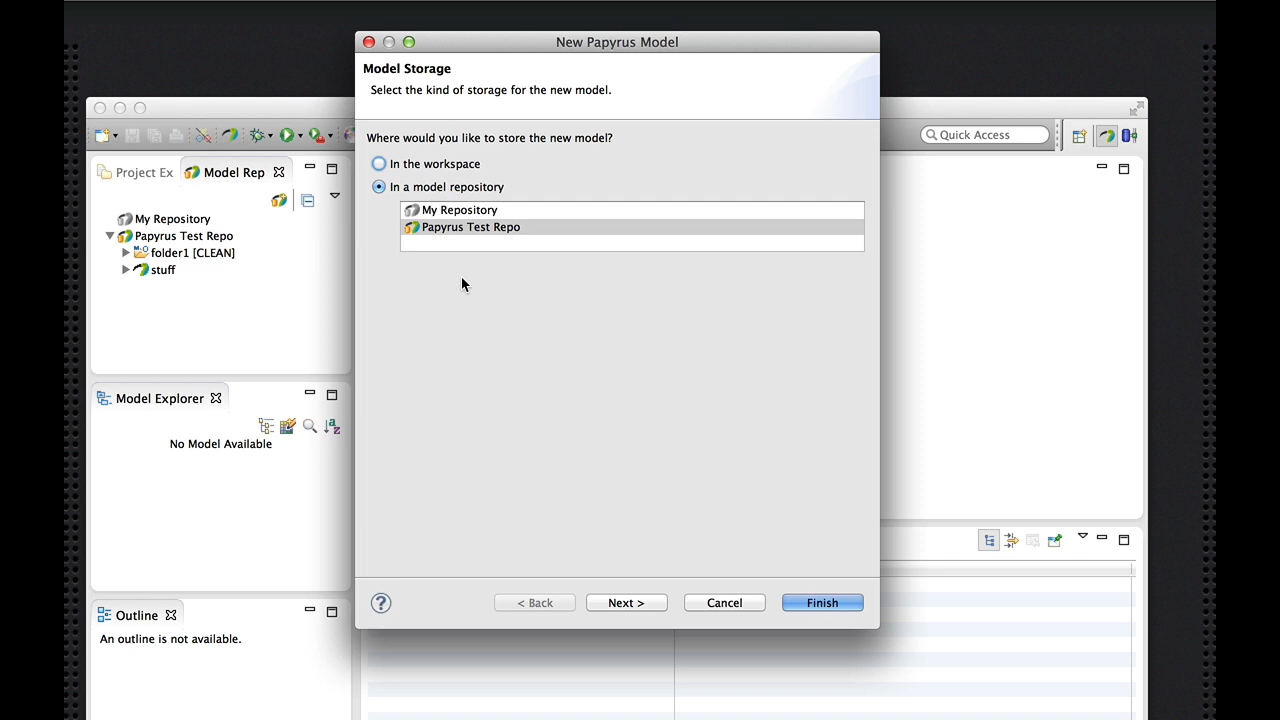 New Papyrus Model
Model Storage
Select the kind of storage for the new model.
Where would you like to store the new model?
In the workspace
In a model repository
My Repository
Papyrus Test Repo
< Back
Next >
Cancel
Finish
Quick Access
Project Ex
Model Rep
My Repository
Papyrus Test Repo
folder1 [CLEAN]
stuff
Model Explorer
No Model Available
Outline
An outline is not available.